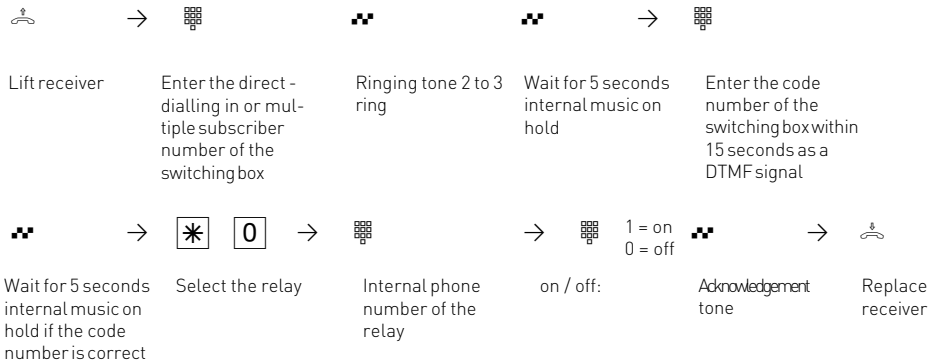 Lift receiver
Enter the direct -
dialling in or mul-
tiple subscriber
number of the
switching box
Ringing tone 2 to 3
ring
Wait for 5 seconds
internal music on
hold
Enter the code
number of the
switching box within
15 seconds as a
DTMF signal
* 0
1 = on
0 = off
Wait for 5 seconds
internal music on
hold if the code
number is correct
Select the relay
Internal phone
number of the
relay
on / off:
Acknowledgement
tone
Replace
receiver